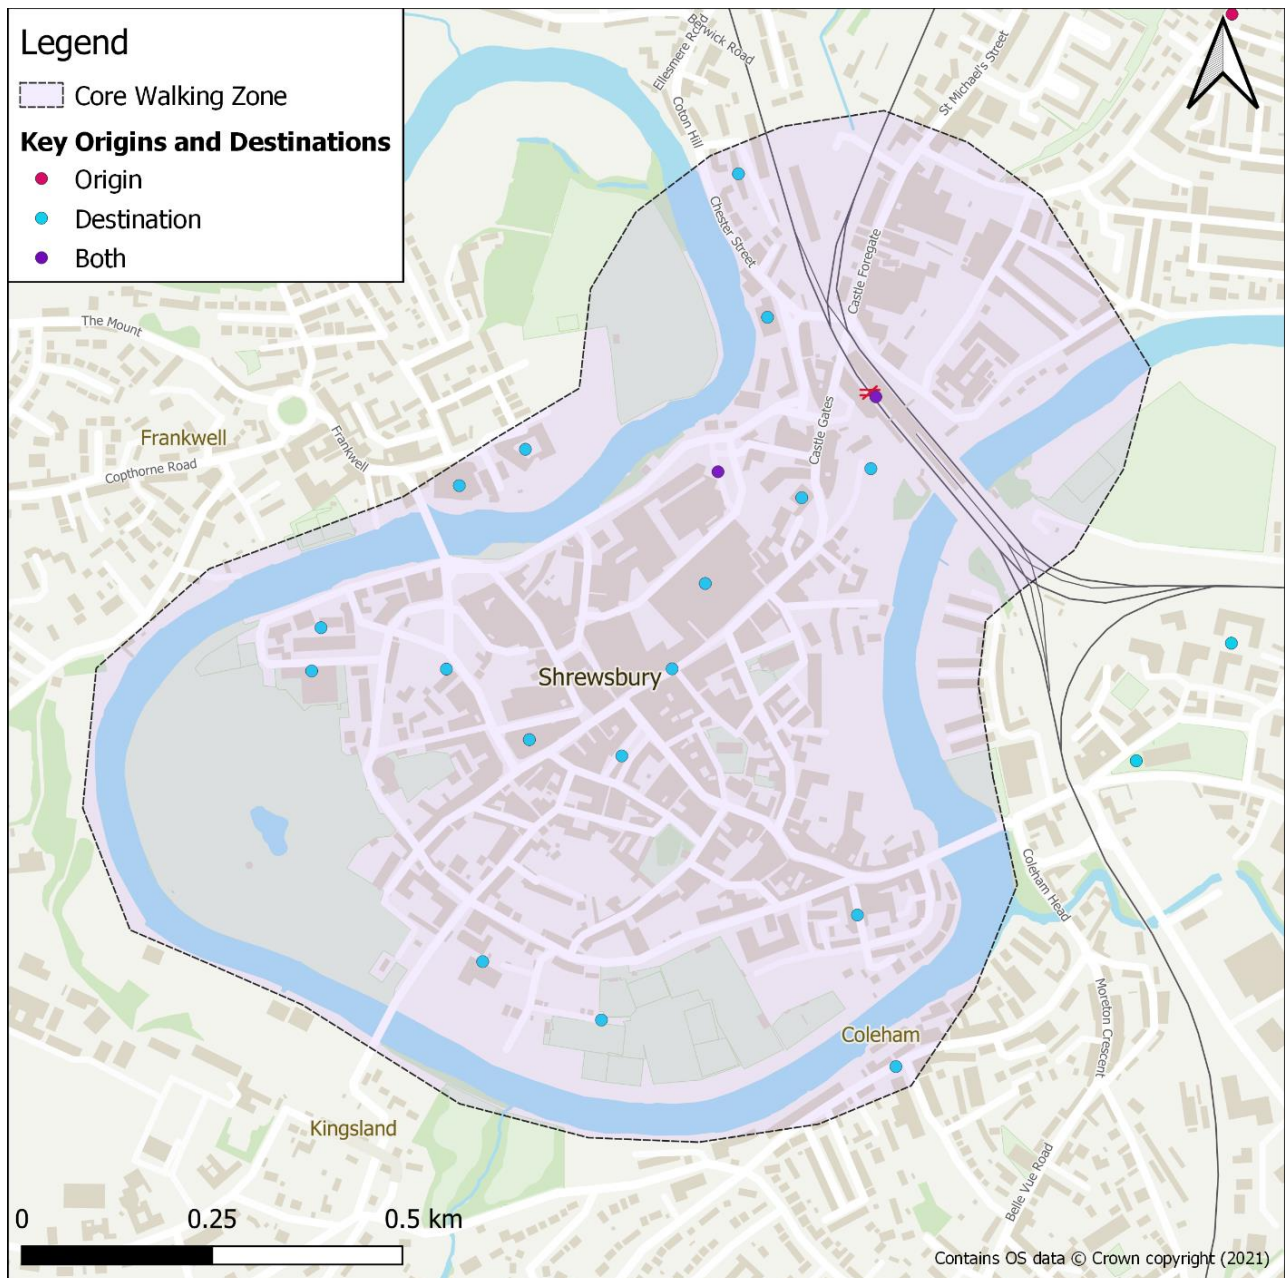 Legend
Core Walking Zone
Key Origins and Destinations
Origin
Destination
Both
Berwick Road
Ellesmere Road
St Michael's Street
Coton Hill
Chester Street
Castle Foregate
The Mount
Castle Gates
Frankwell
Frankwell
Copthorne Road
Shrewsbury
Coleham Head
Moreton Crescent
Coleham
Kingsland
Belle Vue Road
0 0.25 0.5 km
Contains OS data © Crown copyright (2021)